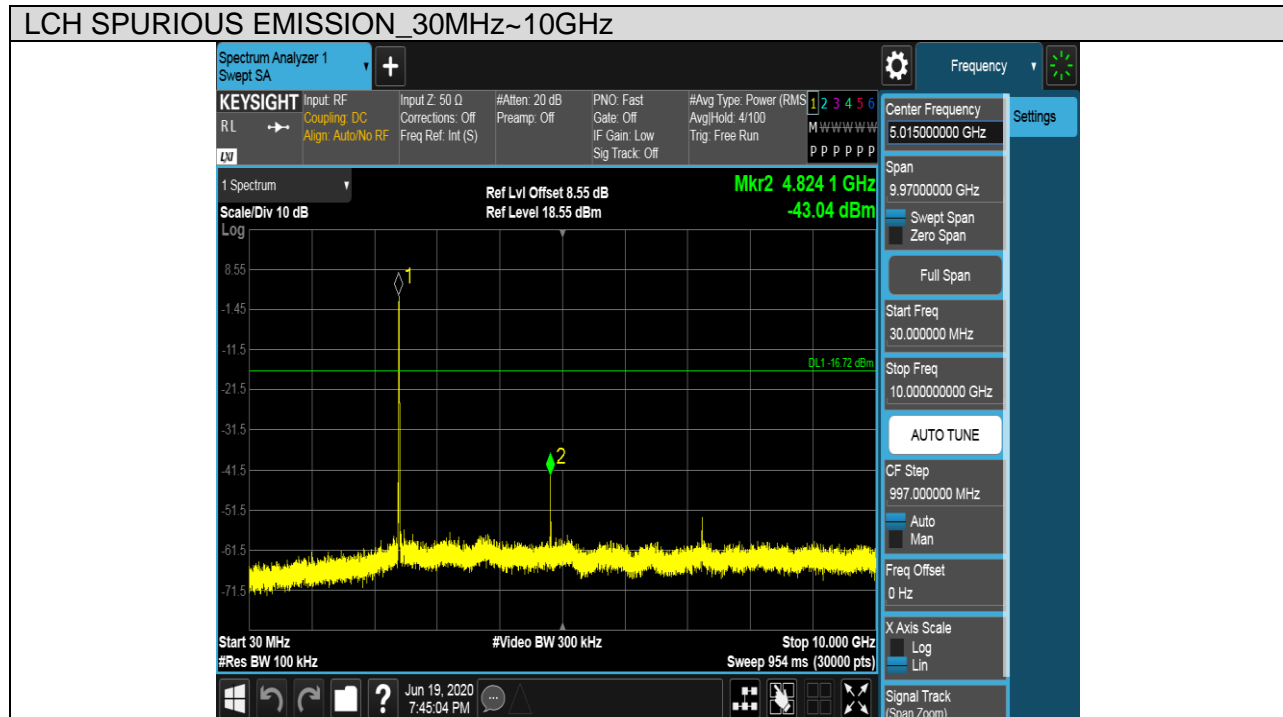 LCH SPURIOUS EMISSION_30MHz~10GHz
Spectrum Analyzer 1
Swept SA
+
Frequency
KEYSIGHT
RL
LXI
Input: RF
Coupling: DC
Align: Auto/No RF
Input Z: 50 Ω
Corrections: Off
Freq Ref: Int (S)
#Atten: 20 dB
Preamp: Off
PNO: Fast
Gate: Off
IF Gain: Low
Sig Track: Off
#Avg Type: Power (RMS
Avg|Hold: 4/100
Trig: Free Run
1 2 3 4 5 6
M W W W W W
P P P P P P
1 Spectrum
Scale/Div 10 dB
Log
Ref Lvl Offset 8.55 dB
Ref Level 18.55 dBm
Mkr2 4.824 1 GHz
-43.04 dBm
8.55
-1.45
-11.5
-21.5
-31.5
-41.5
-51.5
-61.5
-71.5
1
DL1 -16.72 dBm
2
Start 30 MHz
#Res BW 100 kHz
#Video BW 300 kHz
Stop 10.000 GHz
Sweep 954 ms (30000 pts)
?
Jun 19, 2020
7:45:04 PM
Center Frequency
5.015000000 GHz
Settings
Span
9.97000000 GHz
Swept Span
Zero Span
Full Span
Start Freq
30.000000 MHz
Stop Freq
10.000000000 GHz
AUTO TUNE
CF Step
997.000000 MHz
Auto
Man
Freq Offset
0 Hz
X Axis Scale
Log
Lin
Signal Track
(Span Zoom)